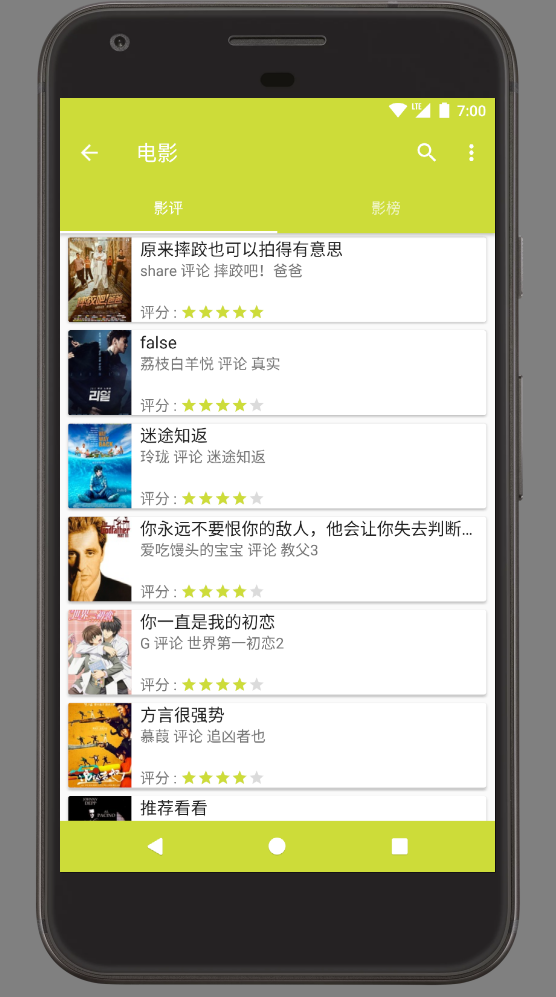 LTE 7:00
电影
影评 影榜
原来摔跤也可以拍得有意思
share 评论 摔跤吧！爸爸
评分 :
false
荔枝白羊悦 评论 真实
评分 :
리얼
迷途知返
玲珑 评论 迷途知返
评分 :
你永远不要恨你的敌人，他会让你失去判断...
爱吃馒头的宝宝 评论 教父3
评分 :
你一直是我的初恋
G 评论 世界第一初恋2
评分 :
方言很强势
慕葭 评论 追凶者也
评分 :
推荐看看
PACINO